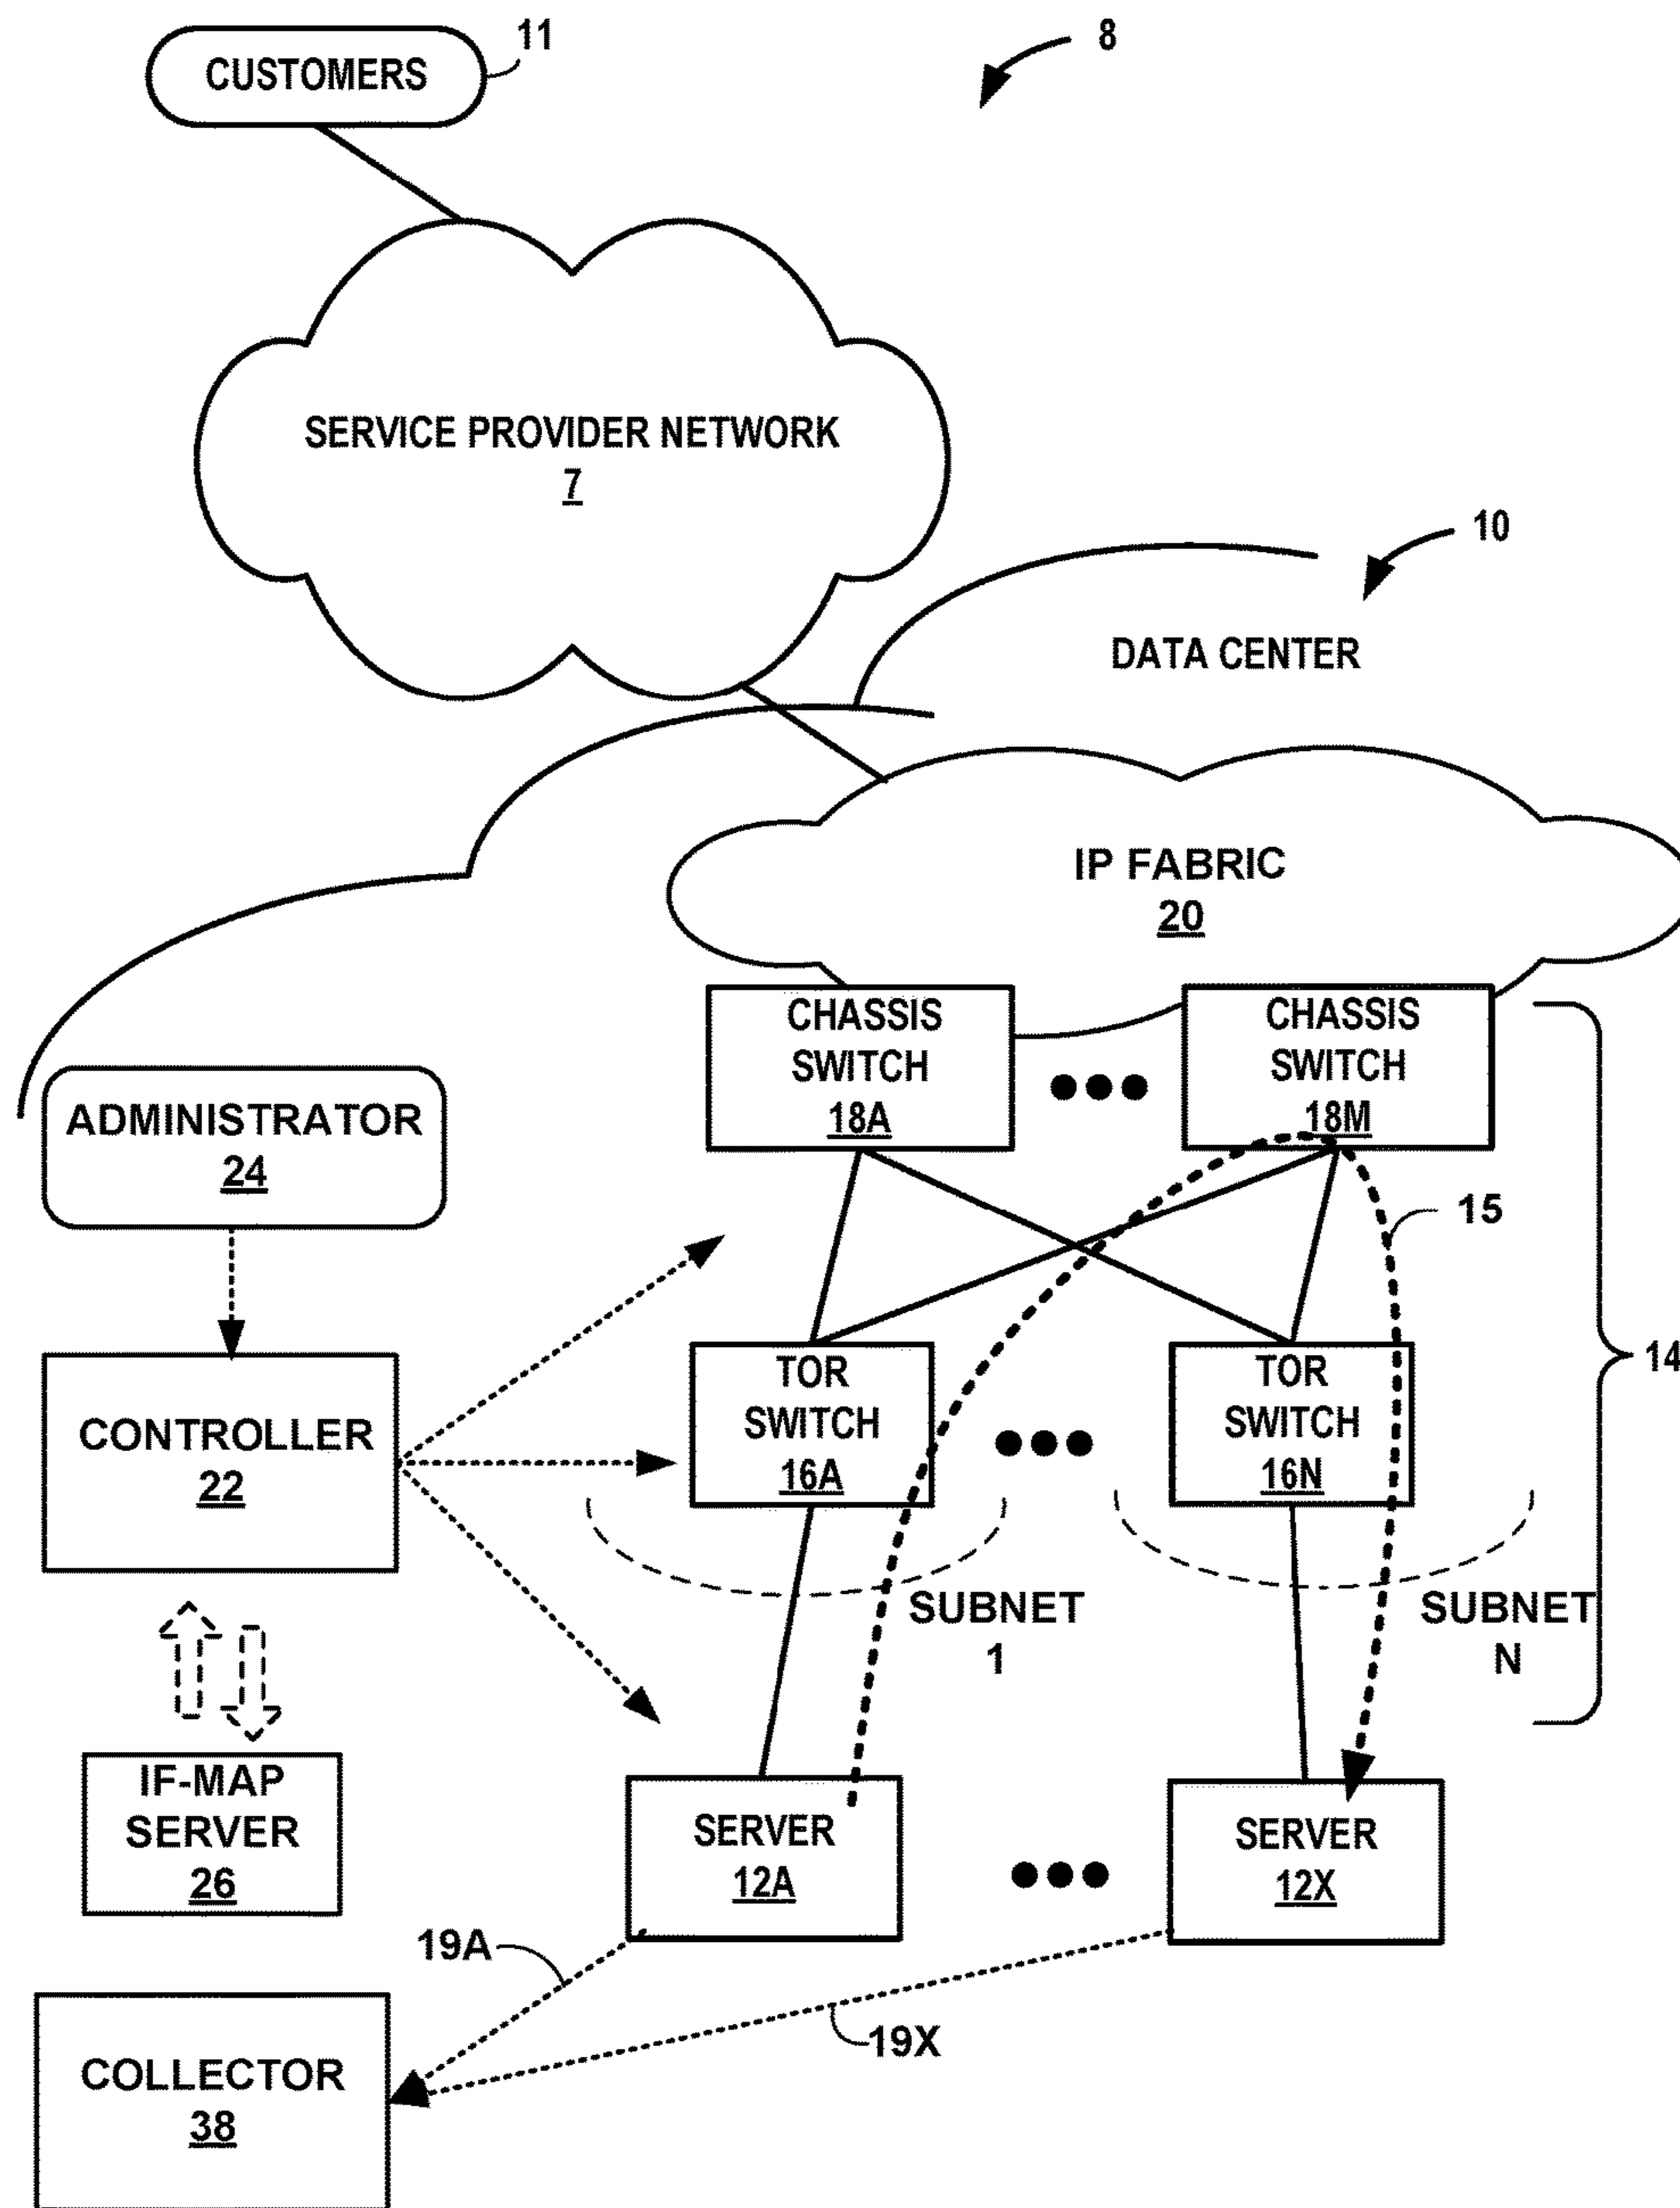 11
8
CUSTOMERS
SERVICE PROVIDER NETWORK
7
10
DATA CENTER
IP FABRIC
20
CHASSIS
SWITCH
18A
CHASSIS
SWITCH
18M
ADMINISTRATOR
24
15
14
TOR
SWITCH
16A
TOR
SWITCH
16N
CONTROLLER
22
SUBNET
1
SUBNET
N
IF-MAP
SERVER
26
SERVER
12A
SERVER
12X
19A
19X
COLLECTOR
38